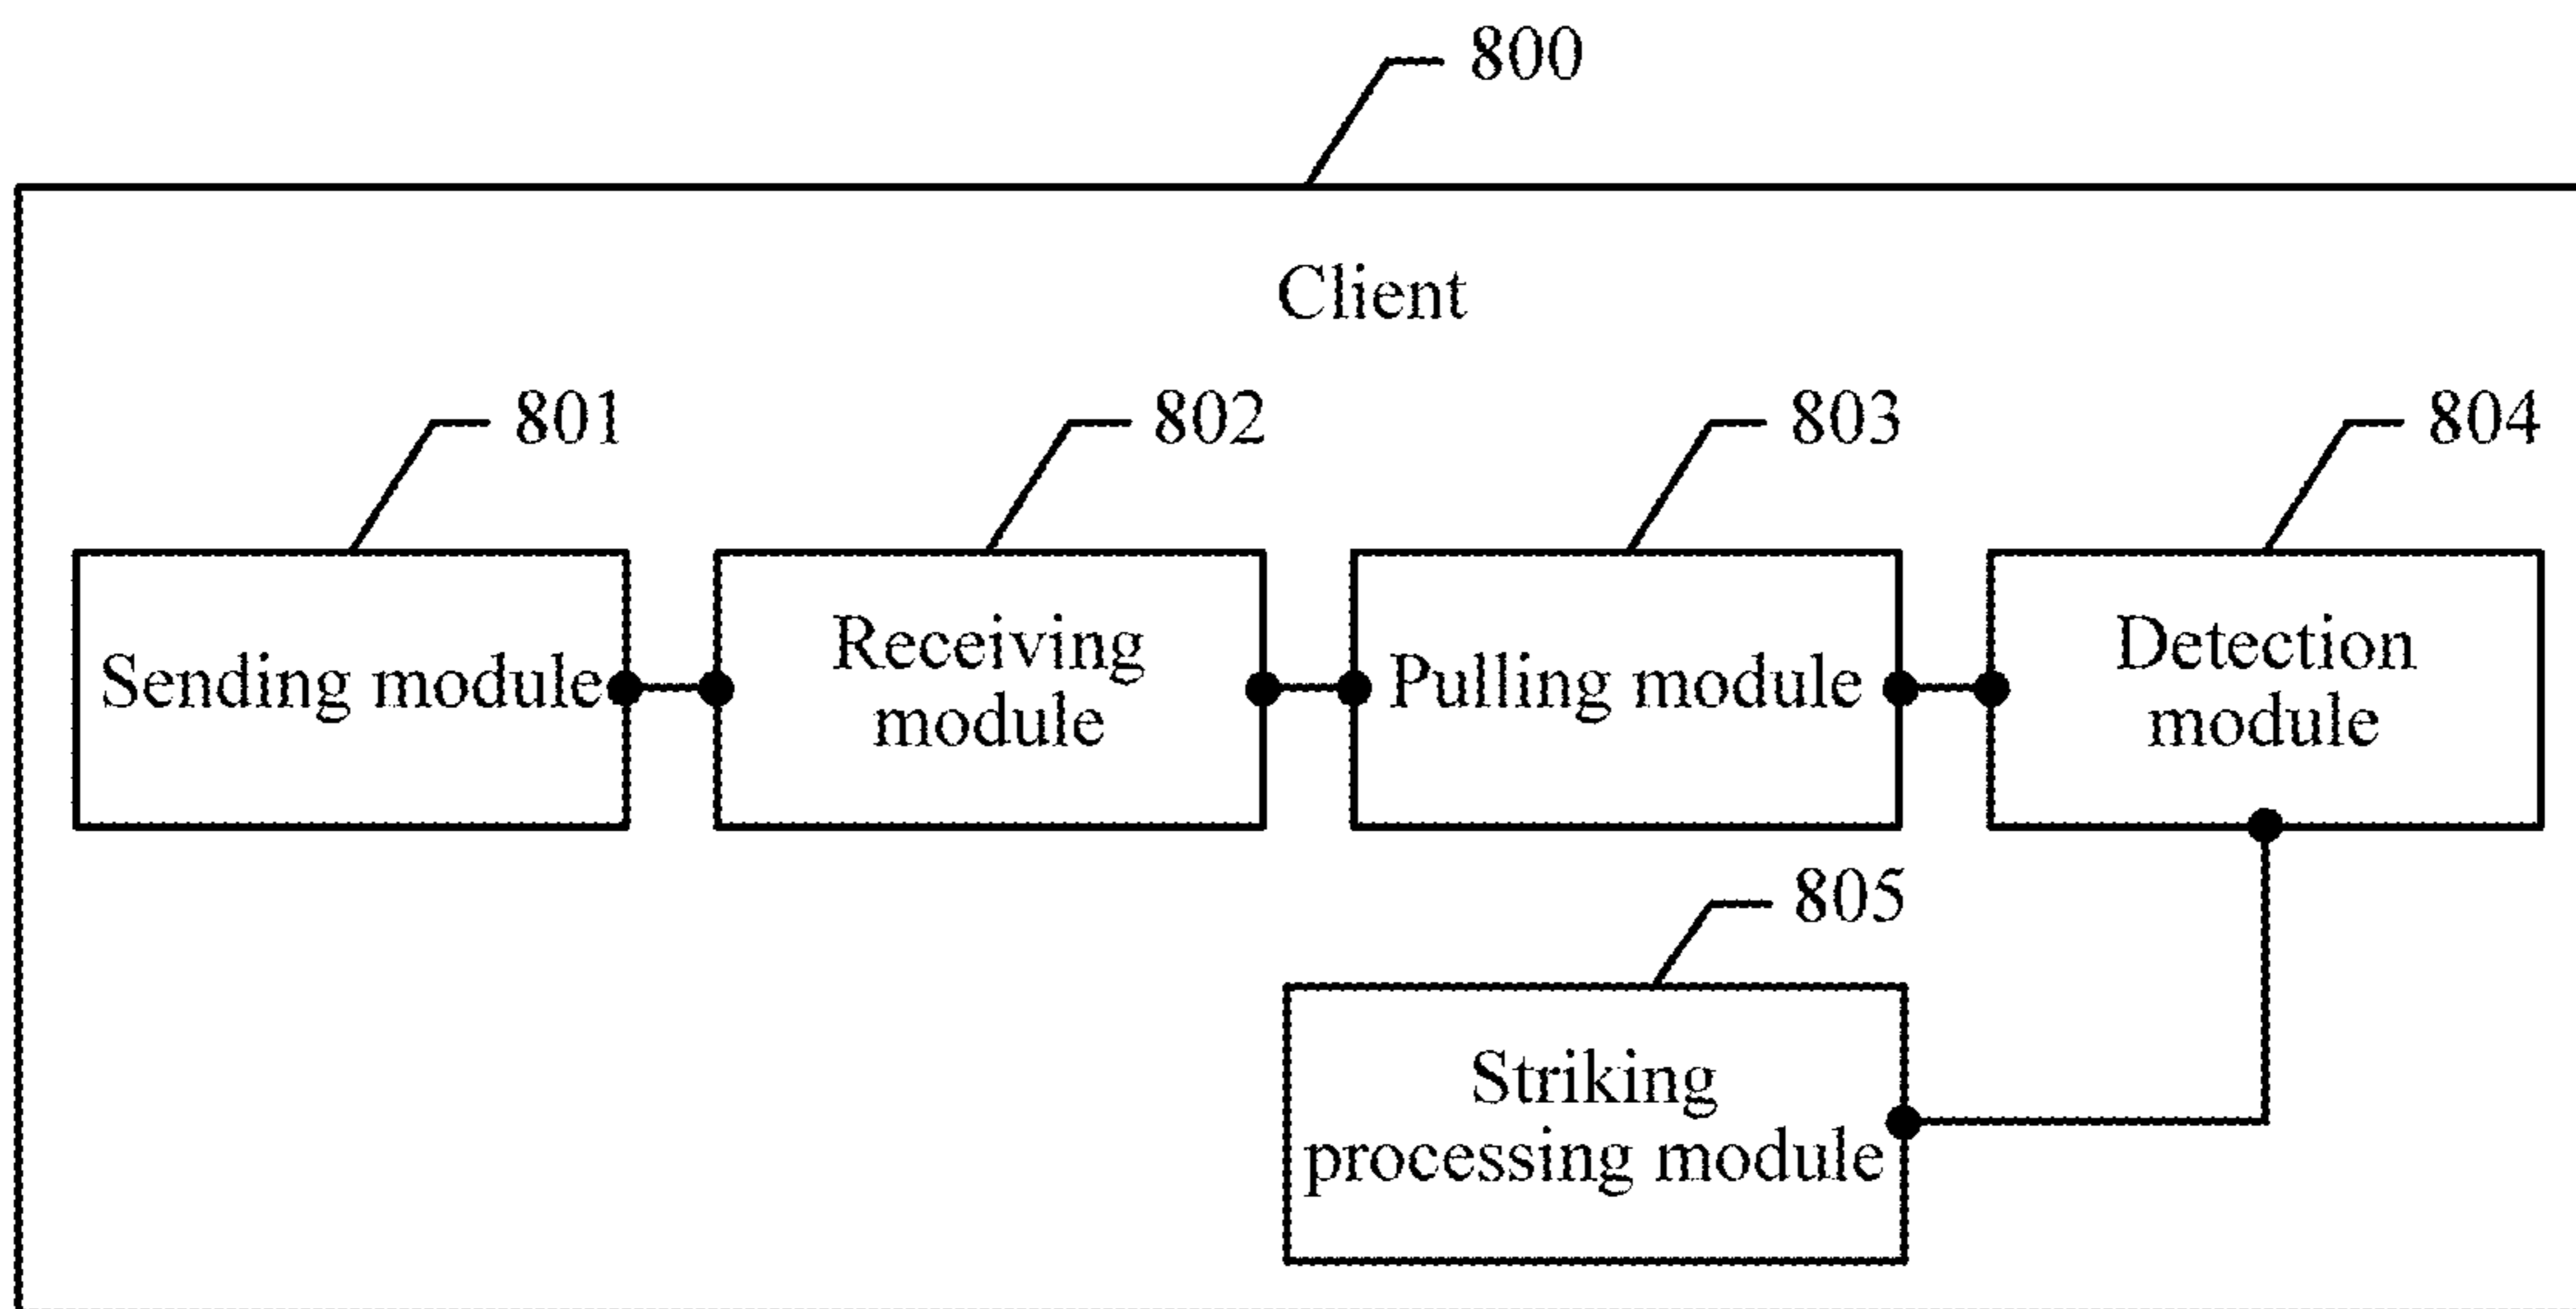 800
Client
801
802
803
804
Sending module
Receiving
module
Pulling module
Detection
module
805
Striking
processing module